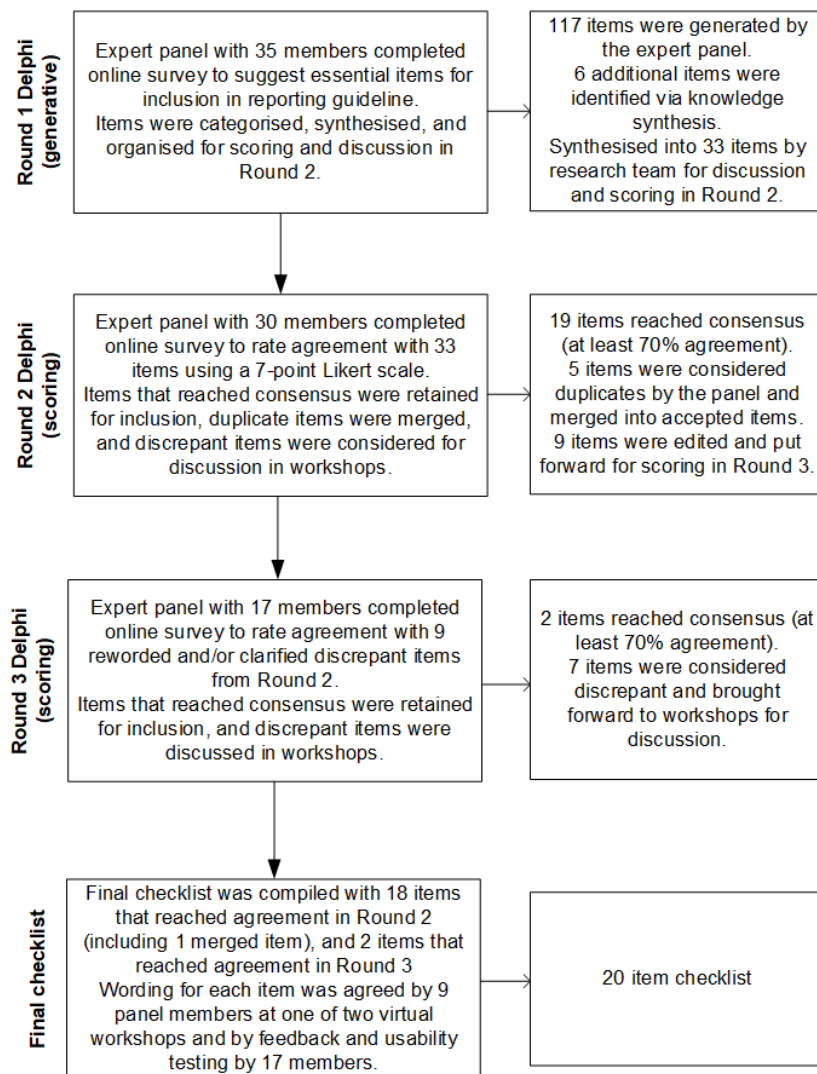 Round 1 Delphi
(generative)
Expert panel with 35 members completed
online survey to suggest essential items for
inclusion in reporting guideline.
Items were categorised, synthesised, and
organised for scoring and discussion in
Round 2.
117 items were generated by
the expert panel.
6 additional items were
identified via knowledge
synthesis.
Synthesised into 33 items by
research team for discussion
and scoring in Round 2.
Round 2 Delphi
(scoring)
Expert panel with 30 members completed
online survey to rate agreement with 33
items using a 7-point Likert scale.
Items that reached consensus were retained
for inclusion, duplicate items were merged,
and discrepant items were considered for
discussion in workshops.
19 items reached consensus
(at least 70% agreement).
5 items were considered
duplicates by the panel and
merged into accepted items.
9 items were edited and put
forward for scoring in Round 3.
Round 3 Delphi
(scoring)
Expert panel with 17 members completed
online survey to rate agreement with 9
reworded and/or clarified discrepant items
from Round 2.
Items that reached consensus were retained
for inclusion, and discrepant items were
discussed in workshops.
2 items reached consensus (at
least 70% agreement).
7 items were considered
discrepant and brought
forward to workshops for
discussion.
Final checklist
Final checklist was compiled with 18 items
that reached agreement in Round 2
(including 1 merged item), and 2 items that
reached agreement in Round 3
Wording for each item was agreed by 9
panel members at one of two virtual
workshops and by feedback and usability
testing by 17 members.
20 item checklist